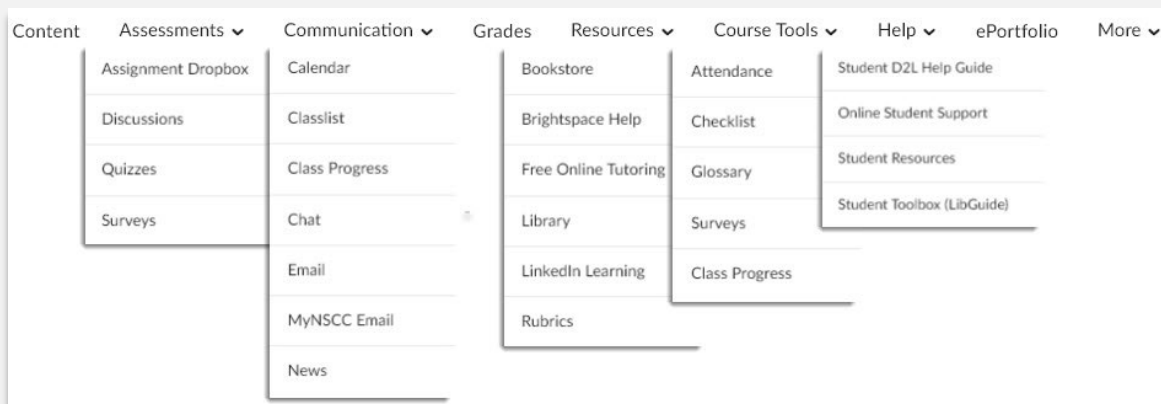 Content Assessments Communication Grades Resources Course Tools Help ePortfolio More
Assignment Dropbox
Discussions
Quizzes
Surveys
Calendar
Classlist
Class Progress
Chat
Email
MyNSCC Email
News
Bookstore
Brightspace Help
Free Online Tutoring
Library
LinkedIn Learning
Rubrics
Attendance
Checklist
Glossary
Surveys
Class Progress
Student D2L Help Guide
Online Student Support
Student Resources
Student Toolbox (LibGuide)